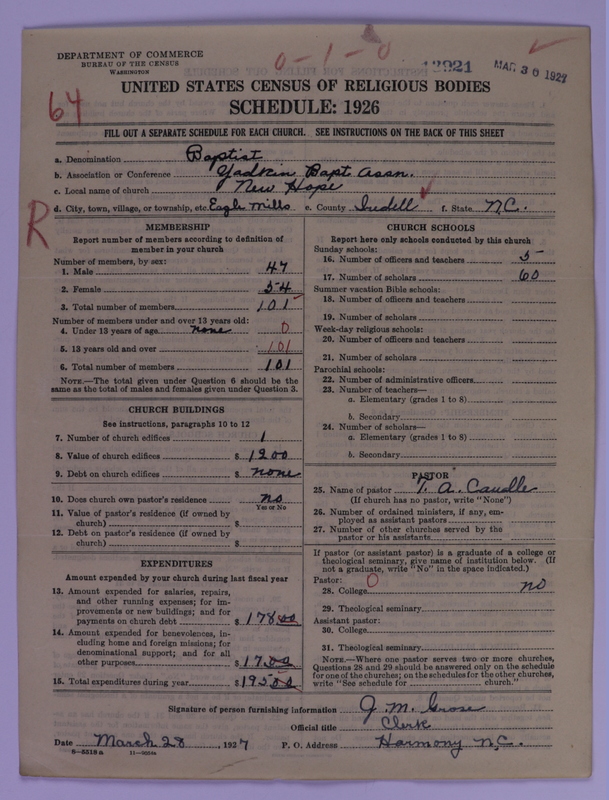 DEPARTMENT OF COMMERCE
BUREAU OF THE CENSUS
WASHINGTON
0-1-0
13921
MAR 30 1927
64
UNITED STATES CENSUS OF RELIGIOUS BODIES
SCHEDULE: 1926
FILL OUT A SEPARATE SCHEDULE FOR EACH CHURCH. SEE INSTRUCTIONS ON THE BACK OF THIS SHEET
a. Denomination Baptist
b. Association or Conference Yadkin Bapt Assn.
c. Local name of church New Hope
d. City, town, village, or township, etc. Eagle Mills e. County Iredell f. State N.C.
R
MEMBERSHIP
Report number of members according to definition of
member in your church
Number of members, by sex:
1. Male 47
2. Female 54
3. Total number of members 101
Number of members under and over 13 years old:
4. Under 13 years of age none 0
5. 13 years old and over 101
6. Total number of members 101
NOTE.—The total given under Question 6 should be the
same as the total of males and females given under Question 3.
CHURCH BUILDINGS
See instructions, paragraphs 10 to 12
7. Number of church edifices 1
8. Value of church edifices $ 1200
9. Debt on church edifices $ none
10. Does church own pastor's residence no
Yes or No
11. Value of pastor's residence (if owned by
church) $
12. Debt on pastor's residence (if owned by
church) $
EXPENDITURES
Amount expended by your church during last fiscal year
13. Amount expended for salaries, repairs,
and other running expenses; for im-
provements or new buildings; and for
payments on church debt $ 178.00
14. Amount expended for benevolences, in-
cluding home and foreign missions; for
denominational support; and for all
other purposes $ 17.00
15. Total expenditures during year $ 195.00
CHURCH SCHOOLS
Report here only schools conducted by this church
Sunday schools:
16. Number of officers and teachers 5
17. Number of scholars 60
Summer vacation Bible schools:
18. Number of officers and teachers
19. Number of scholars
Week-day religious schools:
20. Number of officers and teachers
21. Number of scholars
Parochial schools:
22. Number of administrative officers
23. Number of teachers—
a. Elementary (grades 1 to 8)
b. Secondary
24. Number of scholars—
a. Elementary (grades 1 to 8)
b. Secondary
PASTOR
25. Name of pastor T. A. Caudle
(If church has no pastor, write "None")
26. Number of ordained ministers, if any, em-
ployed as assistant pastors
27. Number of other churches served by the
pastor or his assistants
If pastor (or assistant pastor) is a graduate of a college or
theological seminary, give name of institution below. (If
not a graduate, write "No" in the space indicated.)
Pastor: 0
28. College no
29. Theological seminary
Assistant pastor:
30. College
31. Theological seminary
NOTE.—Where one pastor serves two or more churches,
Questions 28 and 29 should be answered only on the schedule
for one of the churches; on the schedules for the other churches,
write "See schedule for church."
Signature of person furnishing information J. M. Grose
Official title Clerk
Date March 28, 1927 P. O. Address Harmony N.C.